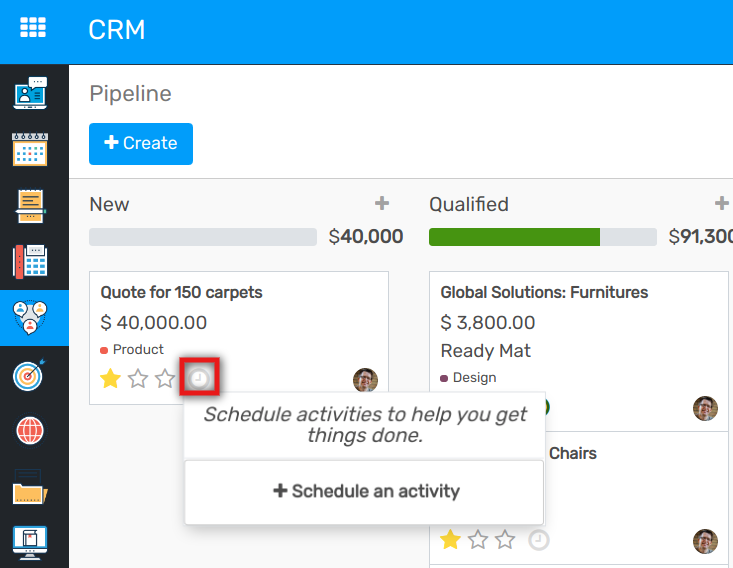 CRM
Pipeline
+ Create
New +
Qualified +
$40,000
$91,300
Quote for 150 carpets
$ 40,000.00
Product
Global Solutions: Furnitures
$ 3,800.00
Ready Mat
Design
Schedule activities to help you get
things done.
+ Schedule an activity
Chairs